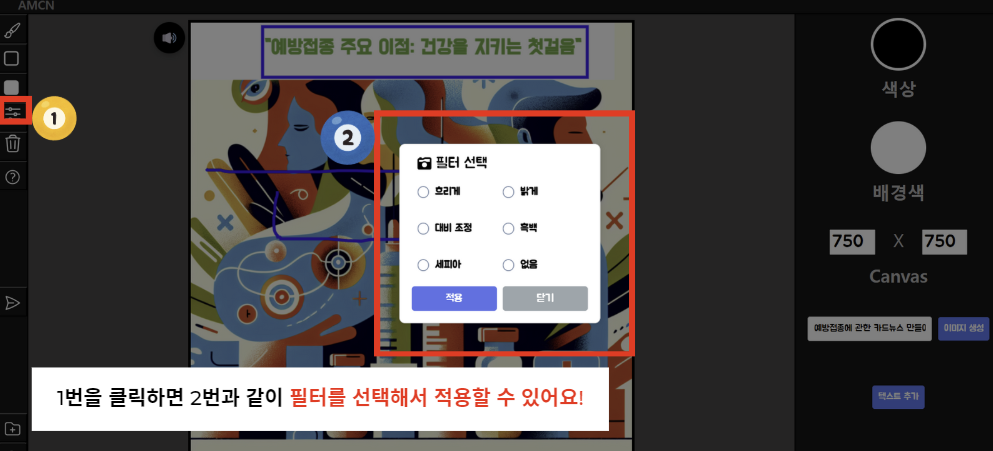 AMCN
"예방접종 주요 이점: 건강을 지키는 첫걸음"
1
2
필터 선택
흐리게
밝게
대비 조정
흑백
세피아
없음
적용
닫기
색상
배경색
750 X 750
Canvas
예방접종에 관한 카드뉴스 만들어
이미지 생성
텍스트 추가
1번을 클릭하면 2번과 같이 필터를 선택해서 적용할 수 있어요!